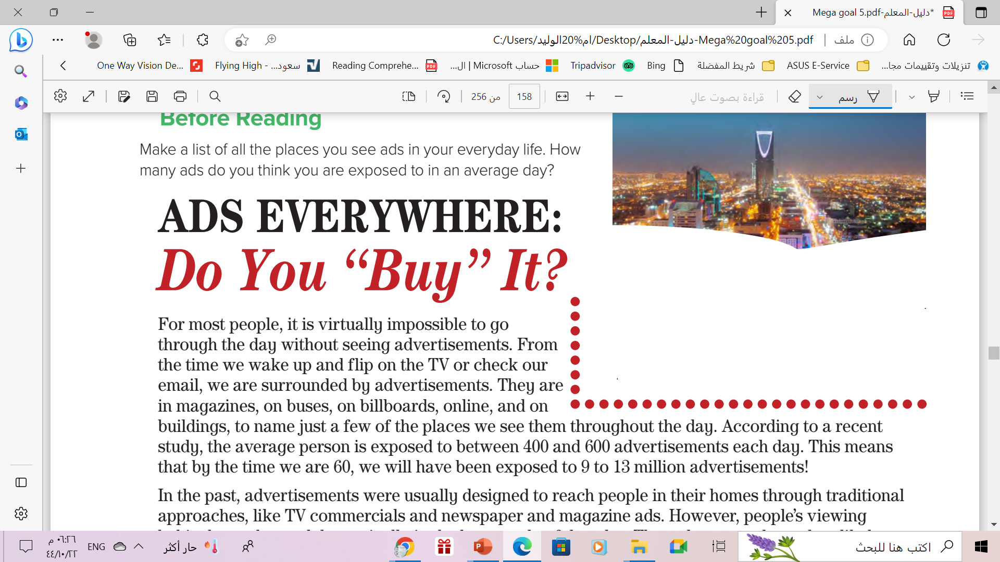 دليل-المعلم-Mega goal 5.pdf*
C:/Users/ام%20الوليد/Desktop/دليل-المعلم-Mega%20goal%205.pdf
ملف
One Way Vision De...
Flying High - سعود...
Reading Comprehe...
حساب Microsoft | ال...
Tripadvisor
Bing
شريط المفضلة
ASUS E-Service
تنزيلات وتقييمات مجا...
256 من
158
قراءة بصوت عالٍ
رسم
Before Reading
Make a list of all the places you see ads in your everyday life. How
many ads do you think you are exposed to in an average day?
ADS EVERYWHERE:
Do You “Buy” It?
For most people, it is virtually impossible to go
through the day without seeing advertisements. From
the time we wake up and flip on the TV or check our
email, we are surrounded by advertisements. They are
in magazines, on buses, on billboards, online, and on
buildings, to name just a few of the places we see them throughout the day. According to a recent
study, the average person is exposed to between 400 and 600 advertisements each day. This means
that by the time we are 60, we will have been exposed to 9 to 13 million advertisements!
In the past, advertisements were usually designed to reach people in their homes through traditional
approaches, like TV commercials and newspaper and magazine ads. However, people’s viewing
٠٦:٢٦ م
٤٤/١٠/٢٢
ENG
حار أكثر
اكتب هنا للبحث